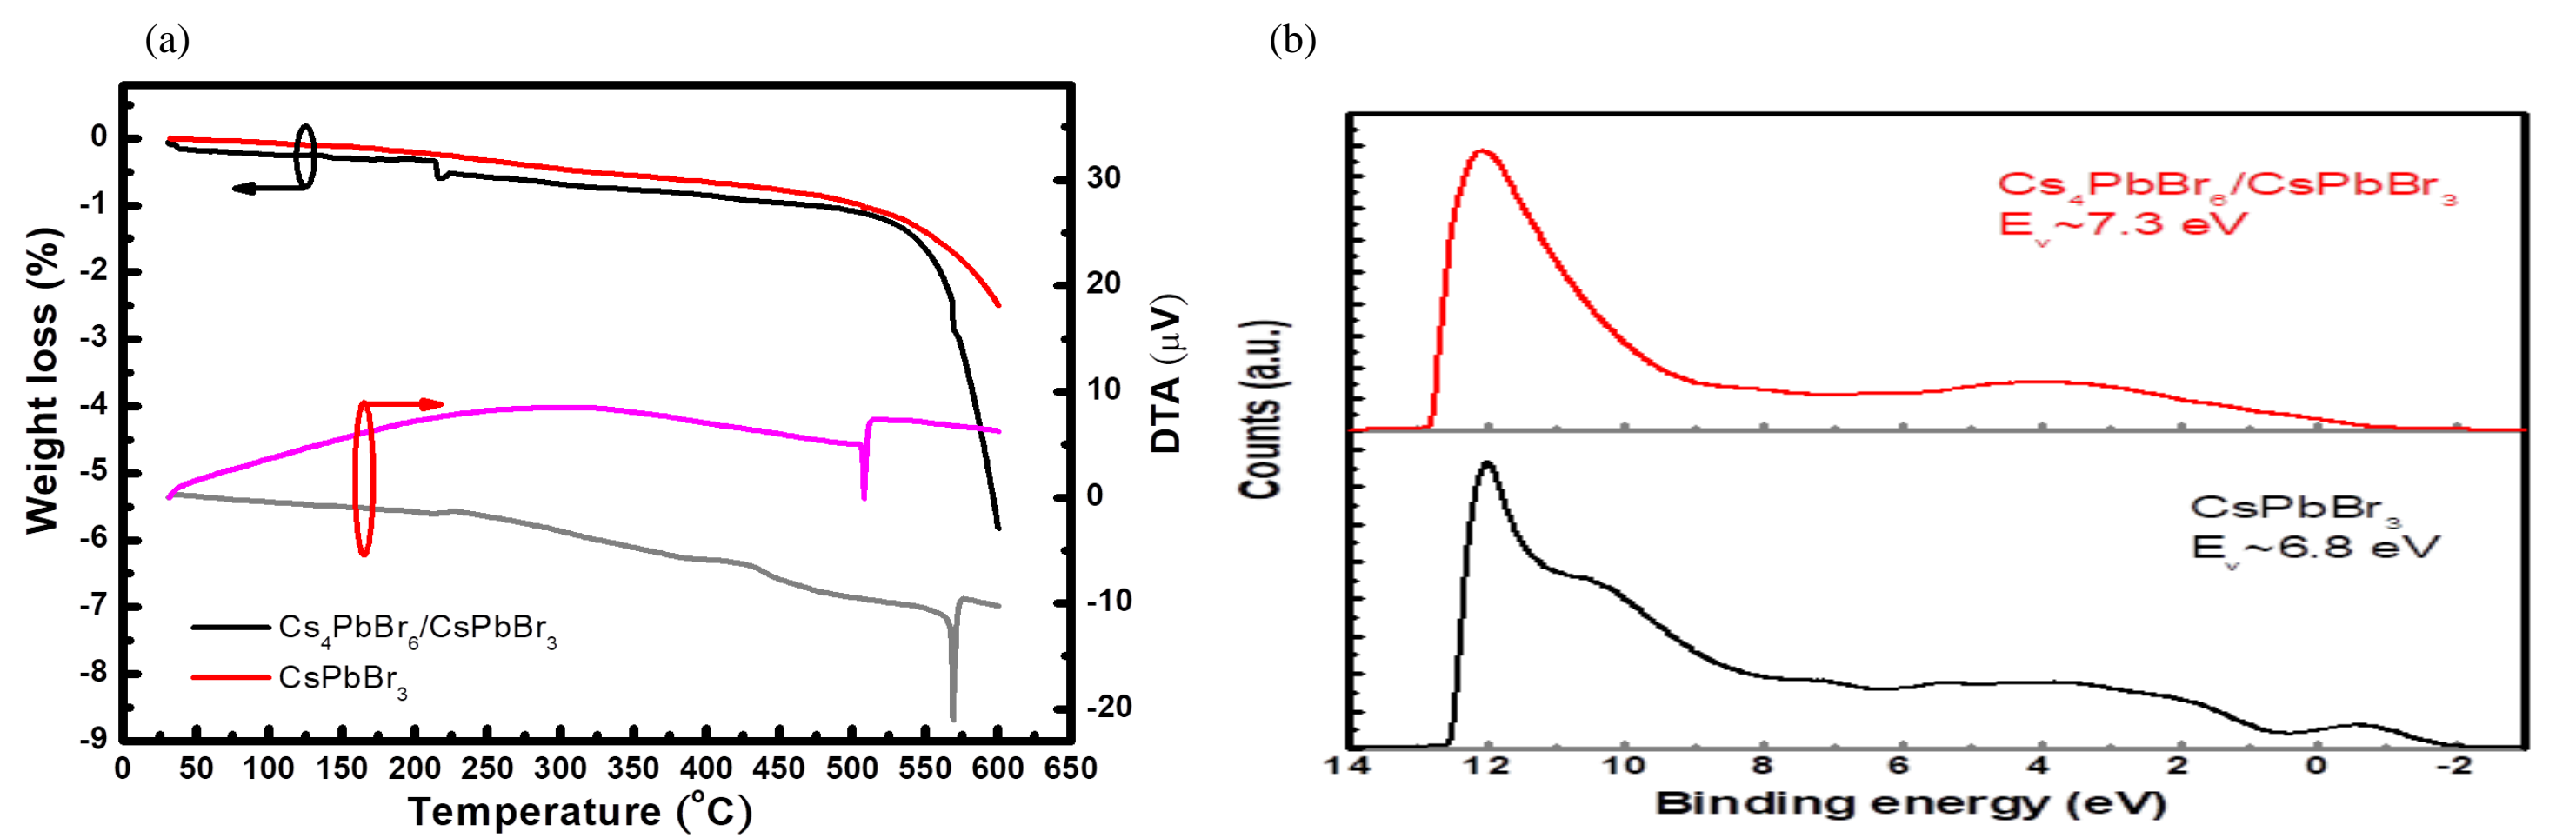 (a)
(b)
Weight loss (%)
0
-1
-2
-3
-4
-5
-6
-7
-8
-9
30
20
10
0
-10
-20
DTA (μV)
Cs₄PbBr₆/CsPbBr₃
CsPbBr₃
0 50 100 150 200 250 300 350 400 450 500 550 600 650
Temperature (°C)
Counts (a.u.)
Cs₄PbBr₆/CsPbBr₃
Eᵥ~7.3 eV
CsPbBr₃
Eᵥ~6.8 eV
14 12 10 8 6 4 2 0 -2
Binding energy (eV)